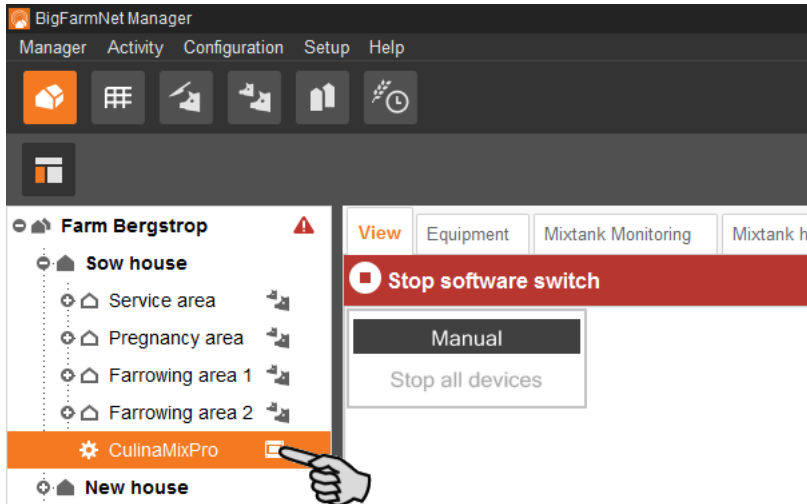 BigFarmNet Manager
Manager Activity Configuration Setup Help
Farm Bergstrop
Sow house
Service area
Pregnancy area
Farrowing area 1
Farrowing area 2
CulinaMixPro
New house
View Equipment Mixtank Monitoring Mixtank h
Stop software switch
Manual
Stop all devices